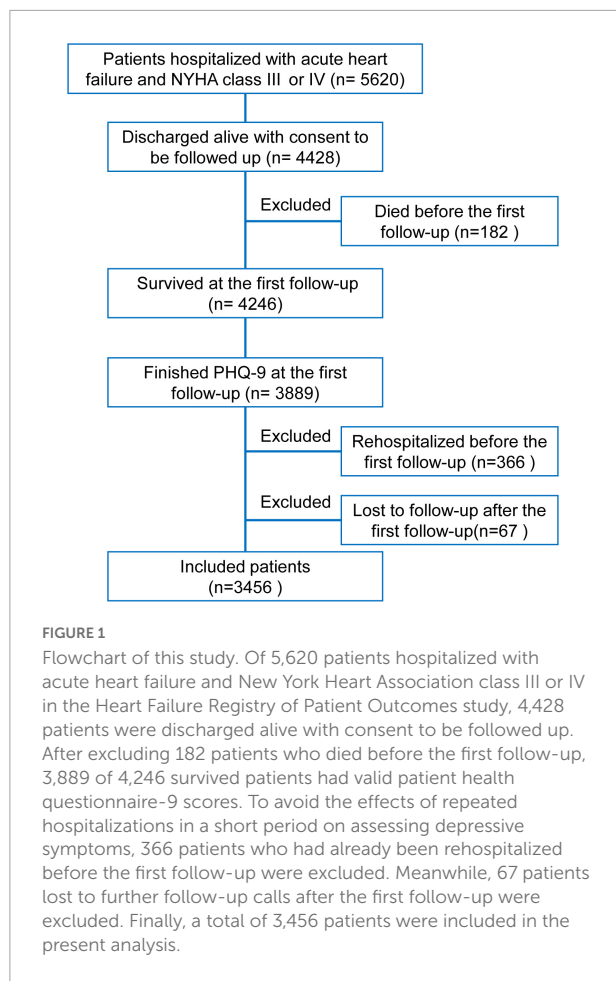 Patients hospitalized with acute heart
failure and NYHA class III or IV (n= 5620)
Discharged alive with consent to
be followed up (n= 4428)
Excluded
Died before the first
follow-up (n=182 )
Survived at the first follow-up
(n= 4246)
Finished PHQ-9 at the first
follow-up (n= 3889)
Excluded
Rehospitalized before the
first follow-up (n=366 )
Excluded
Lost to follow-up after the
first follow-up(n=67 )
Included patients
(n=3456 )
FIGURE 1
Flowchart of this study. Of 5,620 patients hospitalized with
acute heart failure and New York Heart Association class III or IV
in the Heart Failure Registry of Patient Outcomes study, 4,428
patients were discharged alive with consent to be followed up.
After excluding 182 patients who died before the first follow-up,
3,889 of 4,246 survived patients had valid patient health
questionnaire-9 scores. To avoid the effects of repeated
hospitalizations in a short period on assessing depressive
symptoms, 366 patients who had already been rehospitalized
before the first follow-up were excluded. Meanwhile, 67 patients
lost to further follow-up calls after the first follow-up were
excluded. Finally, a total of 3,456 patients were included in the
present analysis.